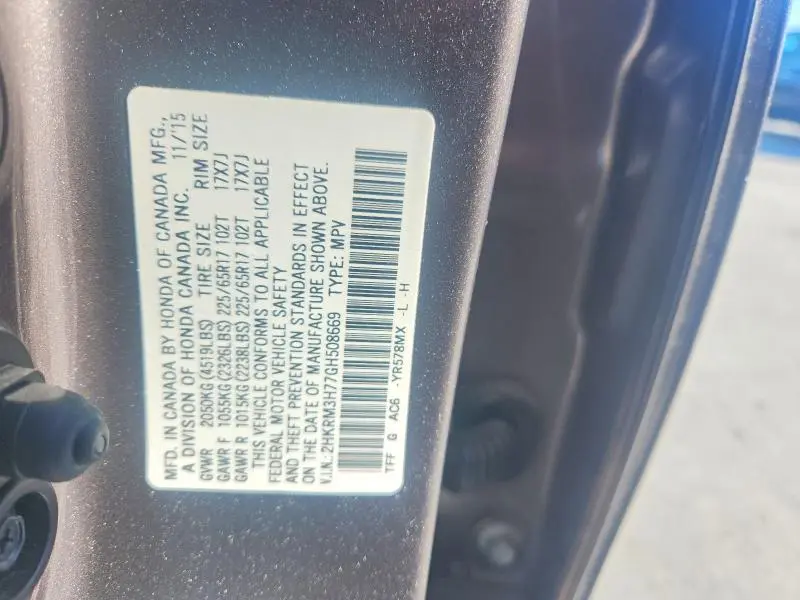 MFD. IN CANADA BY HONDA OF CANADA MFG.,
A DIVISION OF HONDA CANADA INC. 11/'15
GVWR 2050KG(4519LBS) TIRE SIZE RIM SIZE
GAWR F 1055KG(2326LBS) 225/65R17 102T 17X7J
GAWR R 1015KG(2238LBS) 225/65R17 102T 17X7J
THIS VEHICLE CONFORMS TO ALL APPLICABLE
FEDERAL MOTOR VEHICLE SAFETY
AND THEFT PREVENTION STANDARDS IN EFFECT
ON THE DATE OF MANUFACTURE SHOWN ABOVE.
V.I.N.:2HKRM3H77GH508669 TYPE: MPV
TFF G AC6 -YR578MX -L -H